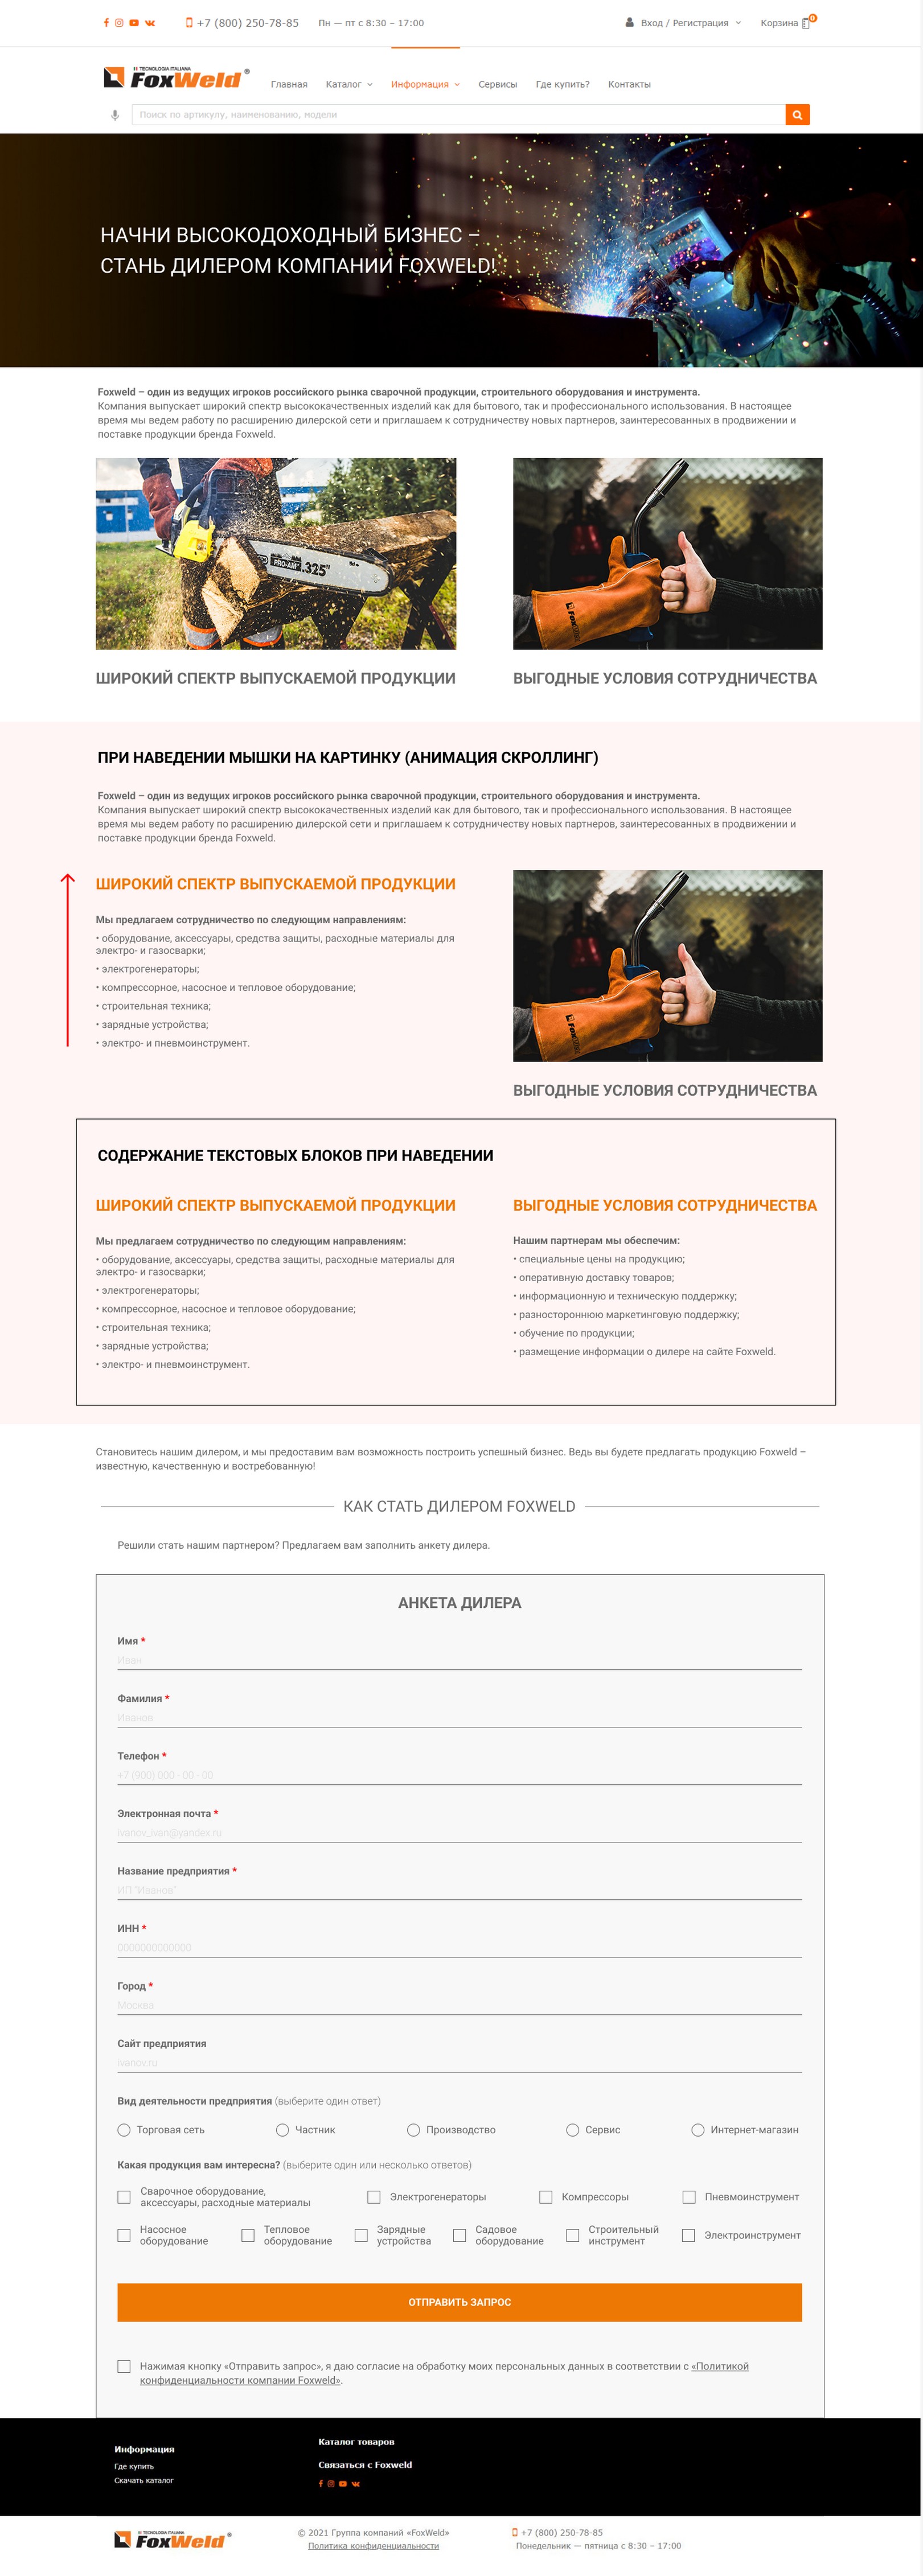 +7 (800) 250-78-85
Пн — пт с 8:30 – 17:00
Вход / Регистрация
Корзина
0
TECNOLOGIA ITALIANA
FoxWeld®
Главная
Каталог
Информация
Сервисы
Где купить?
Контакты
Поиск по артикулу, наименованию, модели
НАЧНИ ВЫСОКОДОХОДНЫЙ БИЗНЕС –
СТАНЬ ДИЛЕРОМ КОМПАНИИ FOXWELD!
Foxweld – один из ведущих игроков российского рынка сварочной продукции, строительного оборудования и инструмента.
Компания выпускает широкий спектр высококачественных изделий как для бытового, так и профессионального использования. В настоящее
время мы ведем работу по расширению дилерской сети и приглашаем к сотрудничеству новых партнеров, заинтересованных в продвижении и
поставке продукции бренда Foxweld.
PRO-AM .325"
FoxWeld
ШИРОКИЙ СПЕКТР ВЫПУСКАЕМОЙ ПРОДУКЦИИ
ВЫГОДНЫЕ УСЛОВИЯ СОТРУДНИЧЕСТВА
ПРИ НАВЕДЕНИИ МЫШКИ НА КАРТИНКУ (АНИМАЦИЯ СКРОЛЛИНГ)
Foxweld – один из ведущих игроков российского рынка сварочной продукции, строительного оборудования и инструмента.
Компания выпускает широкий спектр высококачественных изделий как для бытового, так и профессионального использования. В настоящее
время мы ведем работу по расширению дилерской сети и приглашаем к сотрудничеству новых партнеров, заинтересованных в продвижении и
поставке продукции бренда Foxweld.
ШИРОКИЙ СПЕКТР ВЫПУСКАЕМОЙ ПРОДУКЦИИ
Мы предлагаем сотрудничество по следующим направлениям:
• оборудование, аксессуары, средства защиты, расходные материалы для
электро- и газосварки;
• электрогенераторы;
• компрессорное, насосное и тепловое оборудование;
• строительная техника;
• зарядные устройства;
• электро- и пневмоинструмент.
FoxWeld
ВЫГОДНЫЕ УСЛОВИЯ СОТРУДНИЧЕСТВА
СОДЕРЖАНИЕ ТЕКСТОВЫХ БЛОКОВ ПРИ НАВЕДЕНИИ
ШИРОКИЙ СПЕКТР ВЫПУСКАЕМОЙ ПРОДУКЦИИ
Мы предлагаем сотрудничество по следующим направлениям:
• оборудование, аксессуары, средства защиты, расходные материалы для
электро- и газосварки;
• электрогенераторы;
• компрессорное, насосное и тепловое оборудование;
• строительная техника;
• зарядные устройства;
• электро- и пневмоинструмент.
ВЫГОДНЫЕ УСЛОВИЯ СОТРУДНИЧЕСТВА
Нашим партнерам мы обеспечим:
• специальные цены на продукцию;
• оперативную доставку товаров;
• информационную и техническую поддержку;
• разностороннюю маркетинговую поддержку;
• обучение по продукции;
• размещение информации о дилере на сайте Foxweld.
Становитесь нашим дилером, и мы предоставим вам возможность построить успешный бизнес. Ведь вы будете предлагать продукцию Foxweld –
известную, качественную и востребованную!
КАК СТАТЬ ДИЛЕРОМ FOXWELD
Решили стать нашим партнером? Предлагаем вам заполнить анкету дилера.
АНКЕТА ДИЛЕРА
Имя *
Иван
Фамилия *
Иванов
Телефон *
+7 (900) 000 - 00 - 00
Электронная почта *
ivanov_ivan@yandex.ru
Название предприятия *
ИП "Иванов"
ИНН *
0000000000000
Город *
Москва
Сайт предприятия
ivanov.ru
Вид деятельности предприятия (выберите один ответ)
Торговая сеть
Частник
Производство
Сервис
Интернет-магазин
Какая продукция вам интересна? (выберите один или несколько ответов)
Сварочное оборудование,
аксессуары, расходные материалы
Электрогенераторы
Компрессоры
Пневмоинструмент
Насосное
оборудование
Тепловое
оборудование
Зарядные
устройства
Садовое
оборудование
Строительный
инструмент
Электроинструмент
ОТПРАВИТЬ ЗАПРОС
Нажимая кнопку «Отправить запрос», я даю согласие на обработку моих персональных данных в соответствии с «Политикой
конфиденциальности компании Foxweld».
Информация
Где купить
Скачать каталог
Каталог товаров
Связаться с Foxweld
TECNOLOGIA ITALIANA
FoxWeld®
© 2021 Группа компаний «FoxWeld»
Политика конфиденциальности
+7 (800) 250-78-85
Понедельник — пятница с 8:30 – 17:00